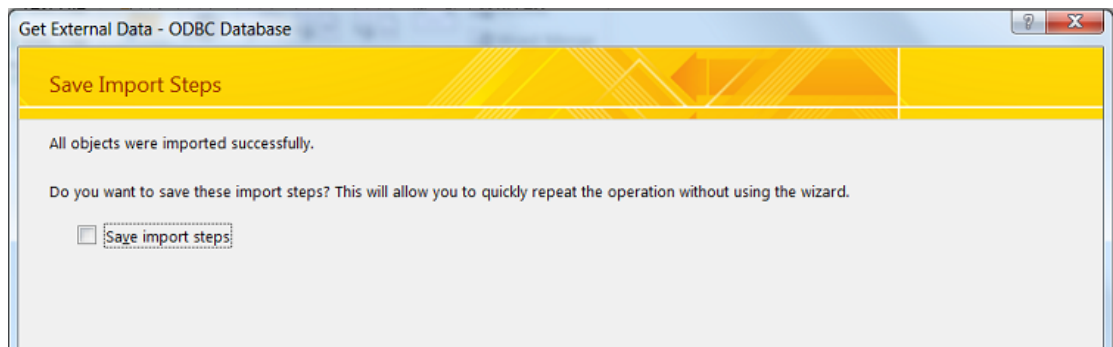 Get External Data - ODBC Database
Save Import Steps
All objects were imported successfully.
Do you want to save these import steps? This will allow you to quickly repeat the operation without using the wizard.
Save import steps